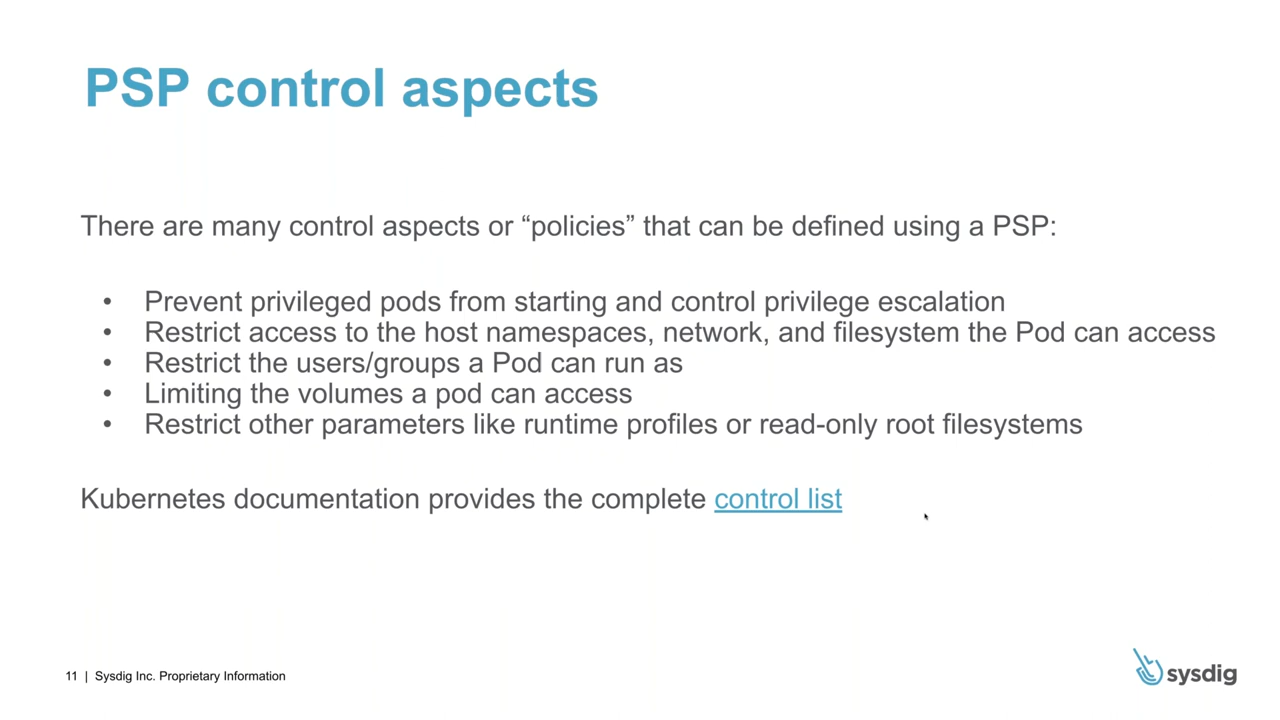 PSP control aspects
There are many control aspects or “policies” that can be defined using a PSP:
• Prevent privileged pods from starting and control privilege escalation
• Restrict access to the host namespaces, network, and filesystem the Pod can access
• Restrict the users/groups a Pod can run as
• Limiting the volumes a pod can access
• Restrict other parameters like runtime profiles or read-only root filesystems
Kubernetes documentation provides the complete control list
11 | Sysdig Inc. Proprietary Information
sysdig